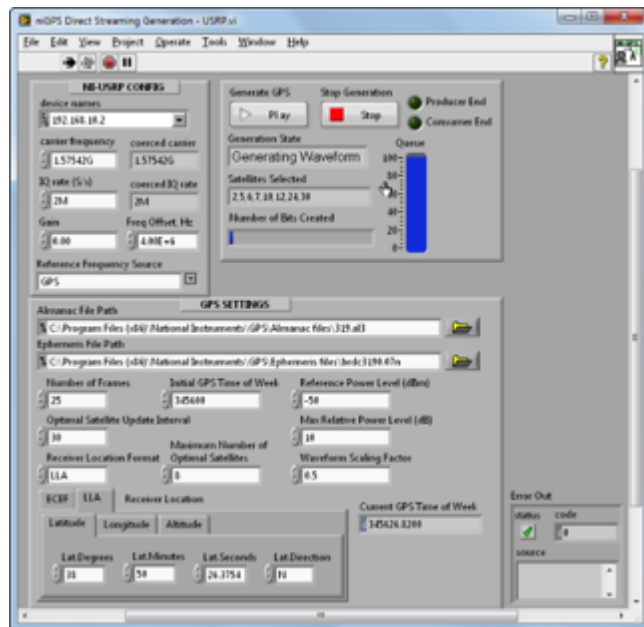 niGPS Direct Streaming Generation - USRP.vi
File Edit View Project Operate Tools Window Help
NI-USRP CONFIG
device names
192.168.10.2
carrier frequency
coerced carrier
1.57542G
1.57542G
IQ rate (S/s)
coerced IQ rate
2M
2M
Gain
Freq Offset, Hz
0.00
4.00E+6
Reference Frequency Source
GPS
Generate GPS
Stop Generation
Play
Stop
Producer End
Consumer End
Generation State
Generating Waveform
Satellites Selected
2,5,6,7,10,12,24,30
Number of Bits Created
Queue
100
80
40
20
0
GPS SETTINGS
Almanac File Path
C:\Program Files (x86)\National Instruments\GPS\Almanac files\319.al3
Ephemeris File Path
C:\Program Files (x86)\National Instruments\GPS\Ephemeris files\brdc3190.07n
Number of Frames
Initial GPS Time of Week
Reference Power Level (dBm)
25
345600
-50
Optimal Satellite Update Interval
Max Relative Power Level (dB)
30
10
Receiver Location Format
Maximum Number of Optimal Satellites
Waveform Scaling Factor
LLA
8
0.5
ECEF LLA Receiver Location
Latitude Longitude Altitude
Lat.Degrees Lat.Minutes Lat.Seconds Lat.Direction
50 26.3754 N
Current GPS Time of Week
345626.8200
Error Out
status code
0
source